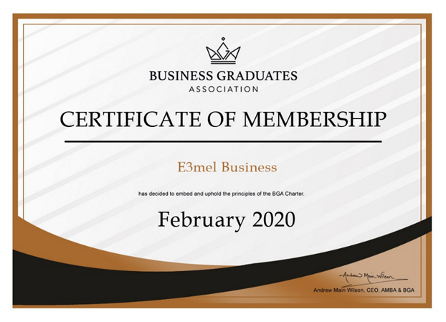 BUSINESS GRADUATES
ASSOCIATION
CERTIFICATE OF MEMBERSHIP
E3mel Business
has decided to embed and uphold the principles of the BGA Charter.
February 2020
Andrew Main Wilson
Andrew Main Wilson, CEO, AMBA & BGA